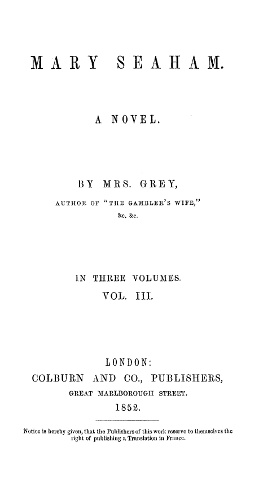 MARY SEAHAM.
A NOVEL.
BY MRS. GREY,
AUTHOR OF "THE GAMBLER'S WIFE,"
&c. &c.
IN THREE VOLUMES.
VOL. III.
LONDON:
COLBURN AND CO., PUBLISHERS,
GREAT MARLBOROUGH STREET.
1852.
Notice is hereby given, that the Publishers of this work reserve to themselves the
right of publishing a Translation in France.